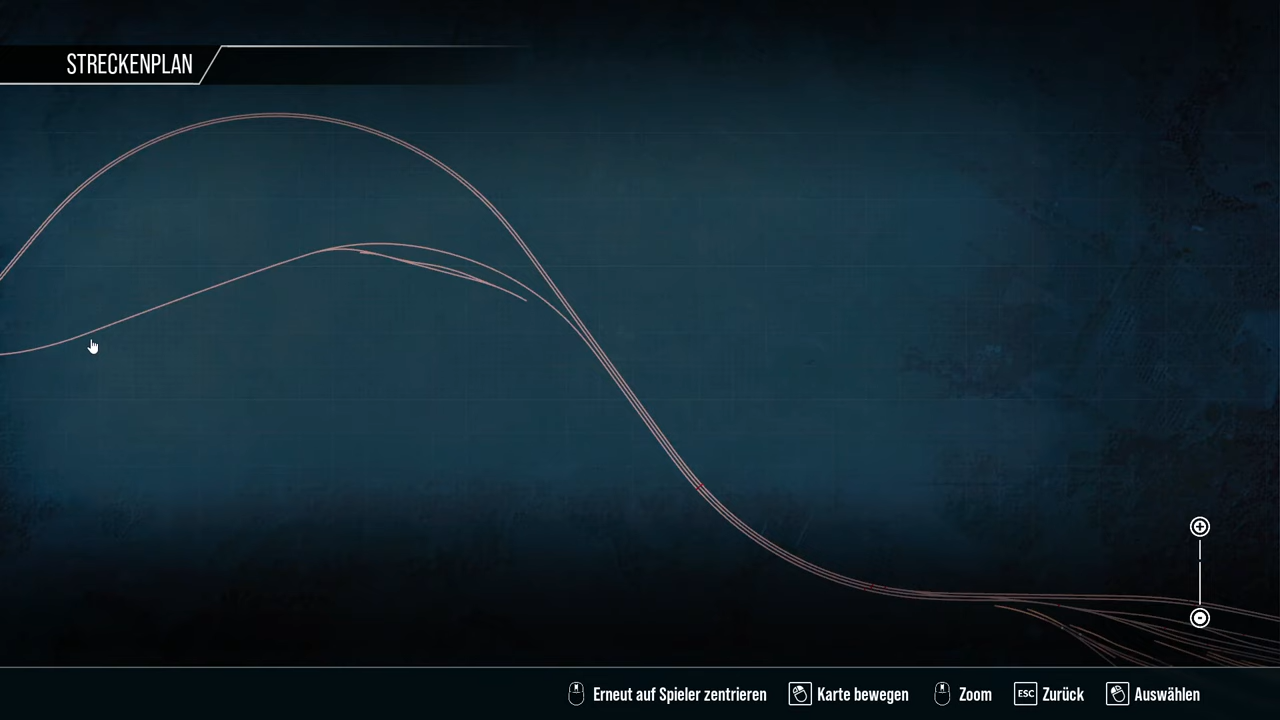 STRECKENPLAN
Erneut auf Spieler zentrieren
Karte bewegen
Zoom
ESC Zurück
Auswählen